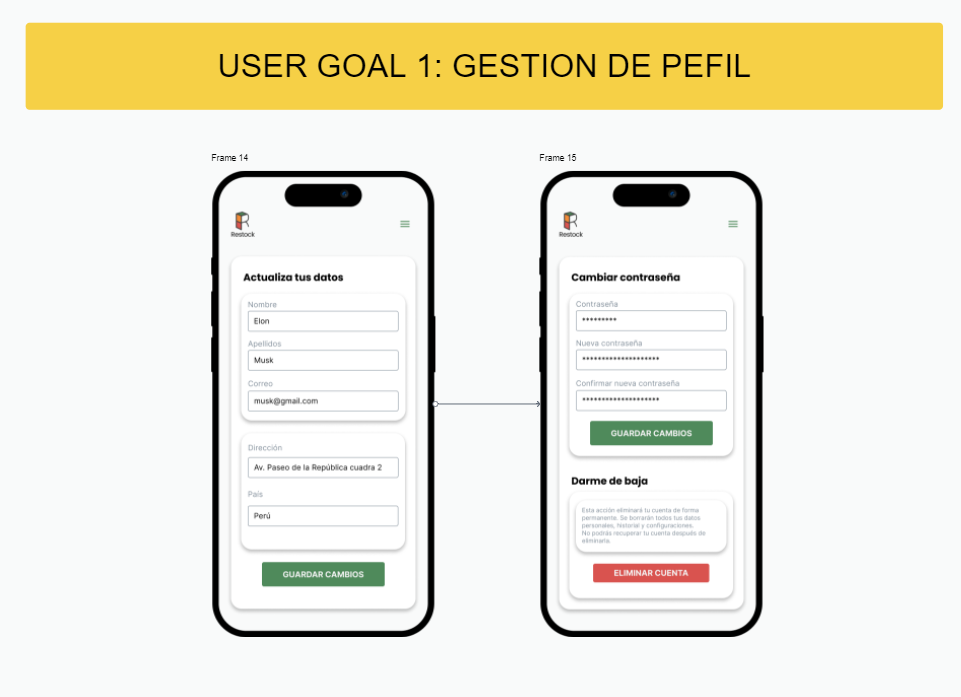 USER GOAL 1: GESTION DE PEFIL
Frame 14
Restock
Actualiza tus datos
Nombre
Elon
Apellidos
Musk
Correo
musk@gmail.com
Dirección
Av. Paseo de la República cuadra 2
País
Perú
GUARDAR CAMBIOS
Frame 15
Restock
Cambiar contraseña
Contraseña
*********
Nueva contraseña
********************
Confirmar nueva contraseña
********************
GUARDAR CAMBIOS
Darme de baja
Esta acción eliminará tu cuenta de forma
permanente. Se borrarán todos tus datos
personales, historial y configuraciones.
No podrás recuperar tu cuenta después de
eliminarla.
ELIMINAR CUENTA